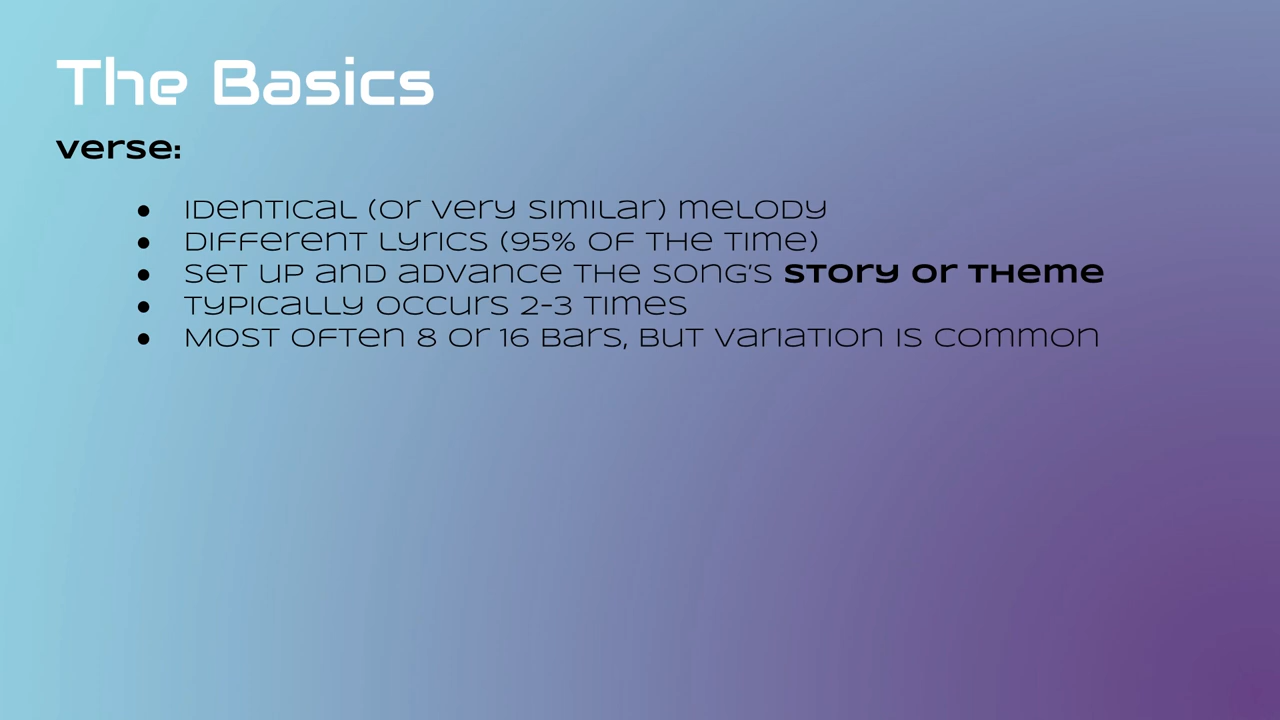 The Basics
verse:
● Identical (or very similar) melody
● Different lyrics (95% of the time)
● Set up and advance the song's story or theme
● Typically occurs 2-3 times
● Most often 8 or 16 bars, but variation is common